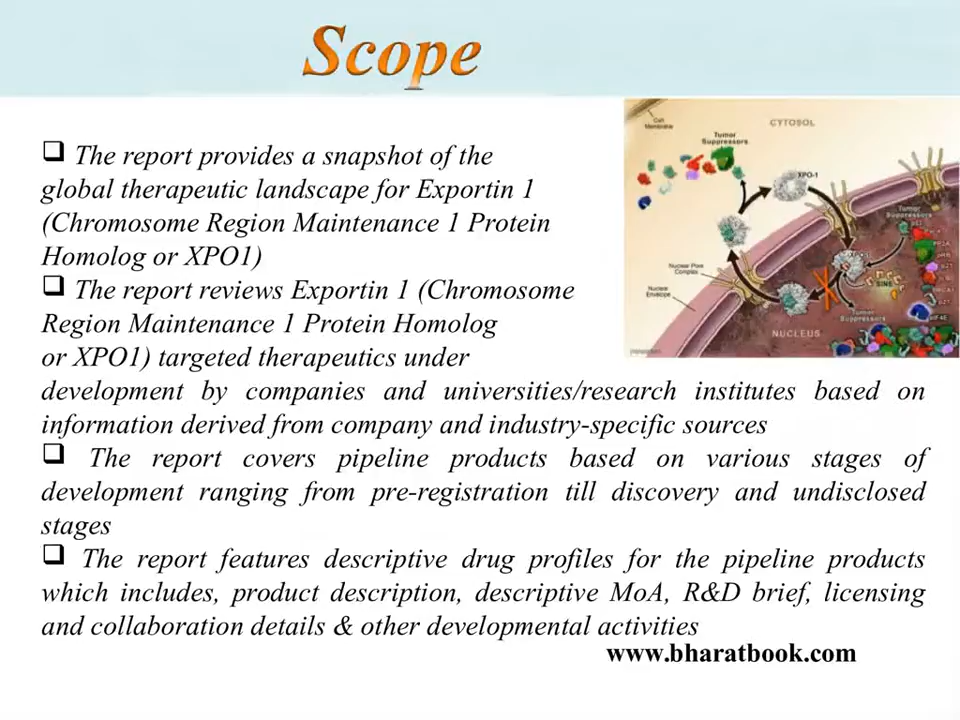 Scope
The report provides a snapshot of the
global therapeutic landscape for Exportin 1
(Chromosome Region Maintenance 1 Protein
Homolog or XPO1)
The report reviews Exportin 1 (Chromosome
Region Maintenance 1 Protein Homolog
or XPO1) targeted therapeutics under
development by companies and universities/research institutes based on
information derived from company and industry-specific sources
The report covers pipeline products based on various stages of
development ranging from pre-registration till discovery and undisclosed
stages
The report features descriptive drug profiles for the pipeline products
which includes, product description, descriptive MoA, R&D brief, licensing
and collaboration details & other developmental activities
www.bharatbook.com
Cell
Membrane
CYTOSOL
Tumor
Suppressors
XPO-1
Nuclear Pore
Complex
Nuclear
Envelope
NUCLEUS
Tumor
Suppressors
SINE
Tumor
Suppressors
eIF4E